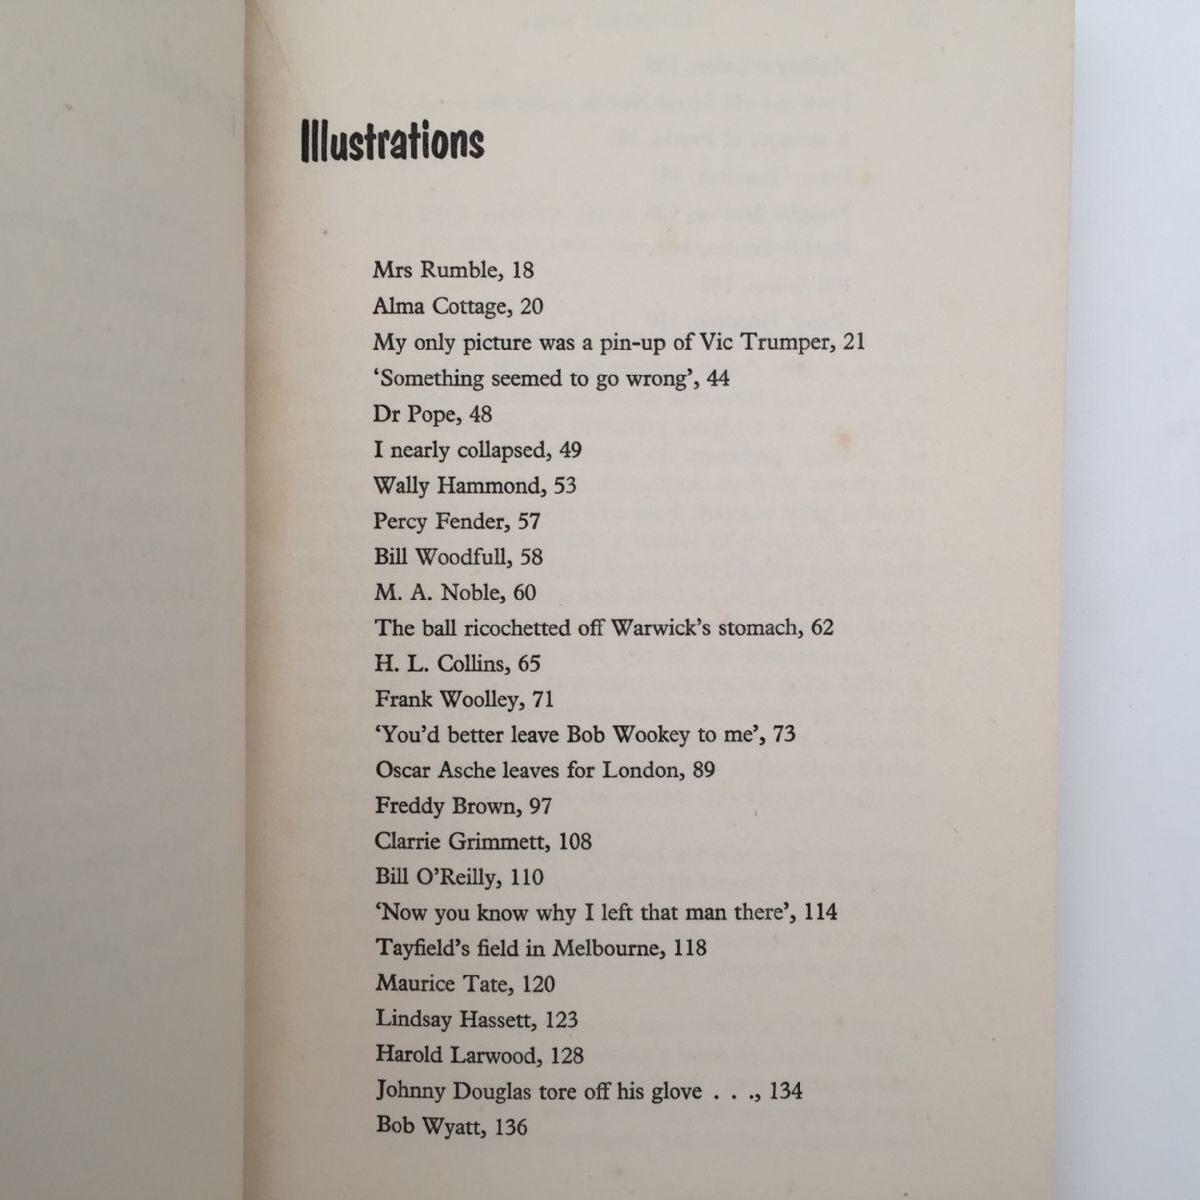 Illustrations
Mrs Rumble, 18
Alma Cottage, 20
My only picture was a pin-up of Vic Trumper, 21
‘Something seemed to go wrong’, 44
Dr Pope, 48
I nearly collapsed, 49
Wally Hammond, 53
Percy Fender, 57
Bill Woodfull, 58
M. A. Noble, 60
The ball ricochetted off Warwick’s stomach, 62
H. L. Collins, 65
Frank Woolley, 71
‘You’d better leave Bob Wookey to me’, 73
Oscar Asche leaves for London, 89
Freddy Brown, 97
Clarrie Grimmett, 108
Bill O’Reilly, 110
‘Now you know why I left that man there’, 114
Tayfield’s field in Melbourne, 118
Maurice Tate, 120
Lindsay Hassett, 123
Harold Larwood, 128
Johnny Douglas tore off his glove . . ., 134
Bob Wyatt, 136